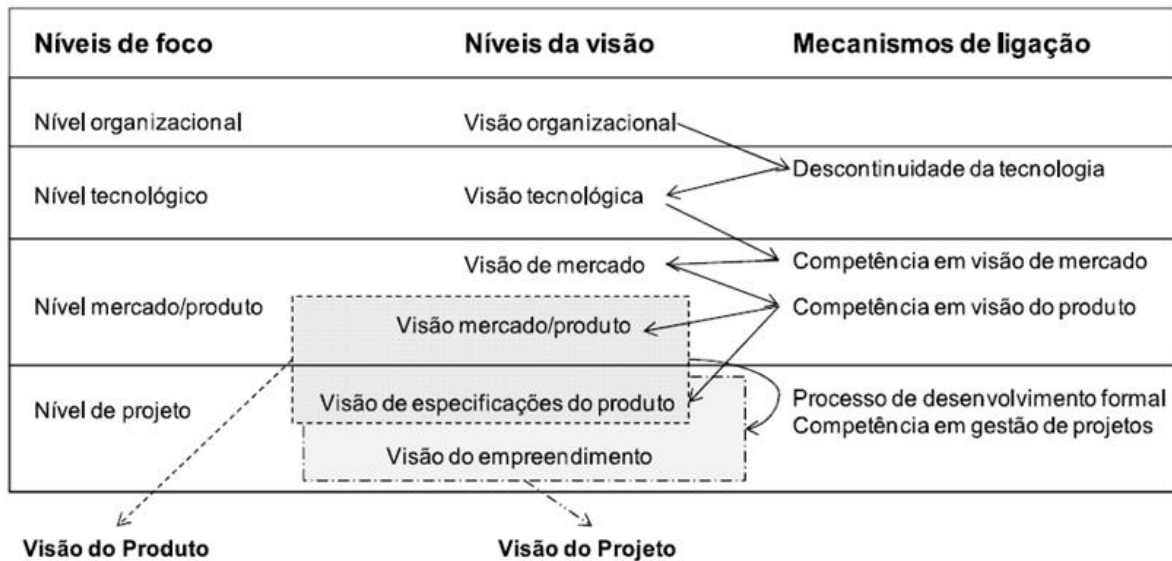 Níveis de foco Níveis da visão Mecanismos de ligação
Nível organizacional Visão organizacional
Descontinuidade da tecnologia
Nível tecnológico Visão tecnológica
Visão de mercado Competência em visão de mercado
Nível mercado/produto Competência em visão do produto
Visão mercado/produto
Nível de projeto Visão de especificações do produto Processo de desenvolvimento formal
Competência em gestão de projetos
Visão do empreendimento
Visão do Produto Visão do Projeto